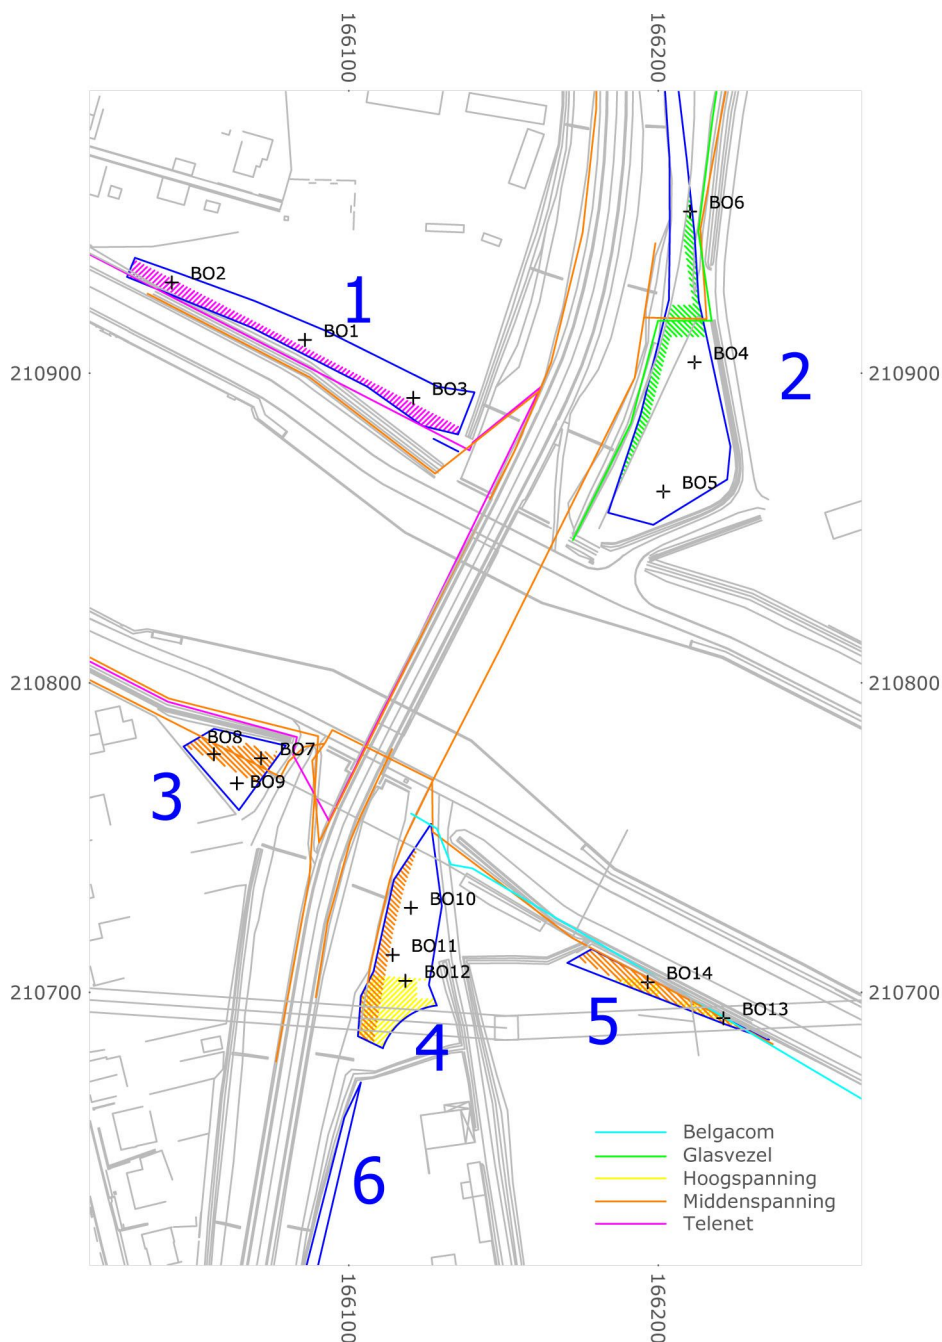 166100
166200
BO6
BO2
1
BO1
BO4
2
210900
210900
BO3
BO5
210800
210800
BO8
BO7
BO9
3
BO10
BO11
BO12
BO14
210700
210700
BO13
5
4
Belgacom
Glasvezel
6
Hoogspanning
Middenspanning
Telenet
166100
166200